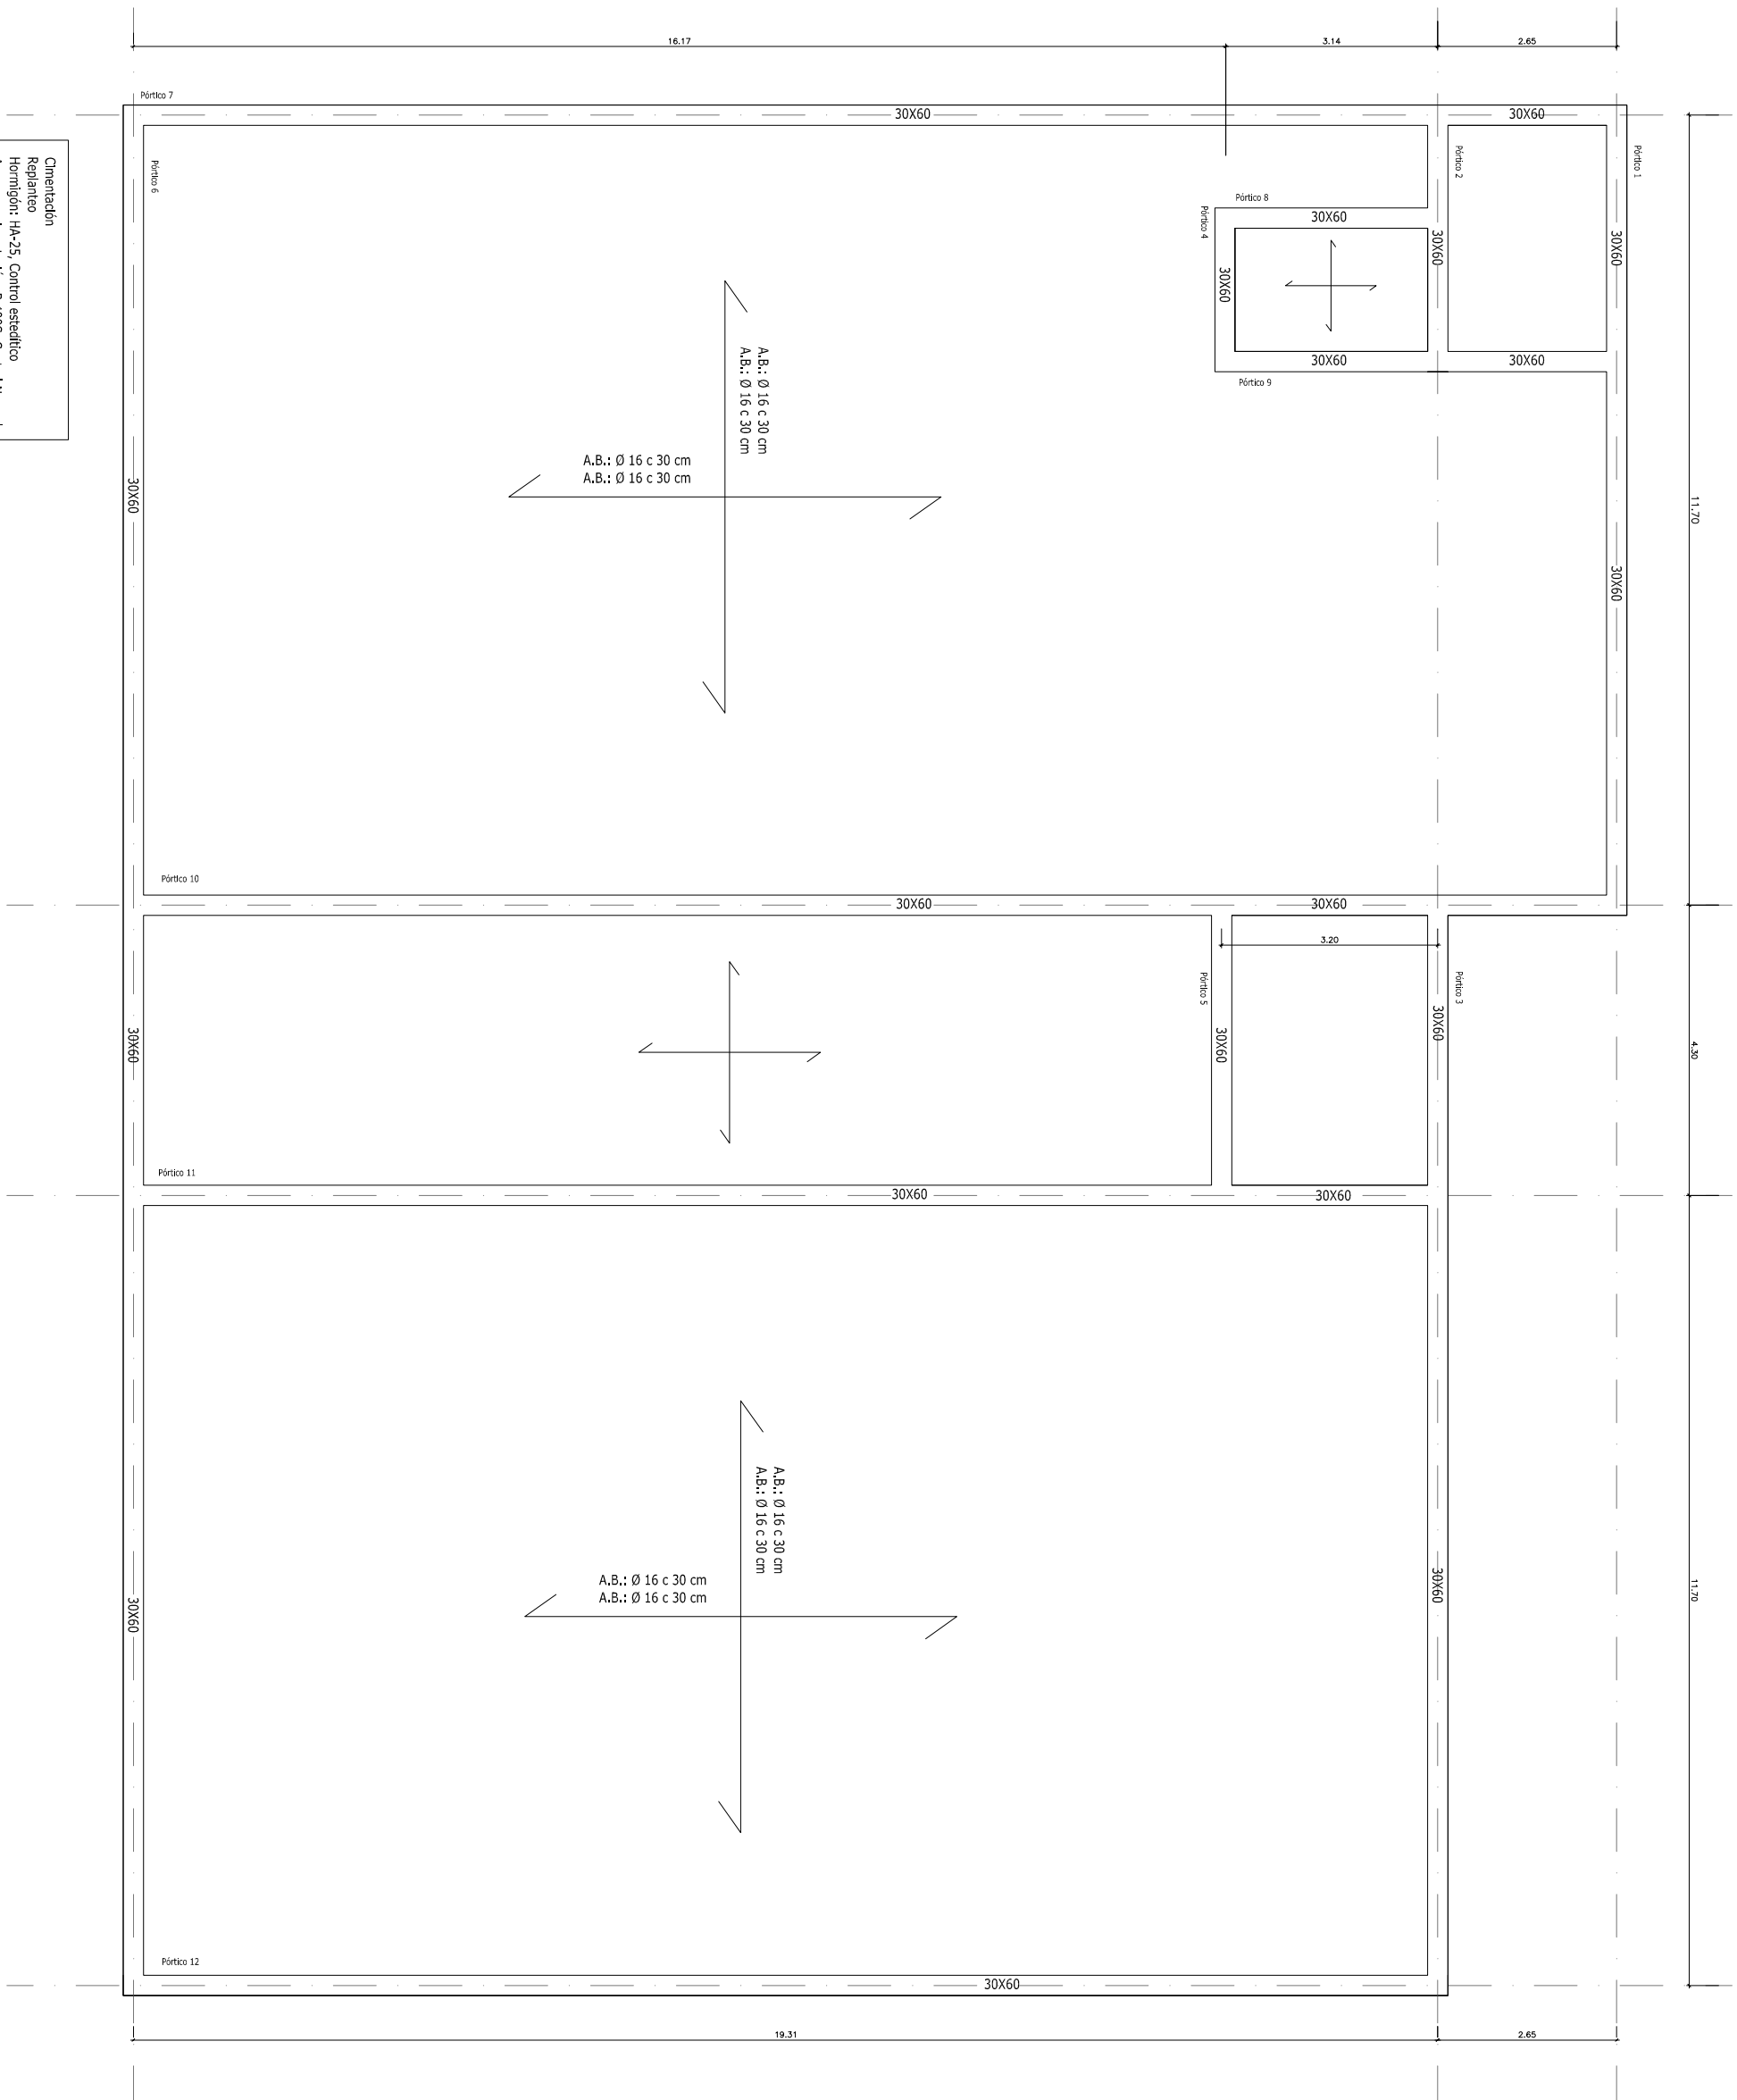 16.17
3.14
2.65
Pórtico 7
30X60
30X60
Cimentación
Replanteo
Hormigón: HA-25, Control estedítico
Pórtico 6
Pórtico 2
Pórtico 1
Pórtico 8
Pórtico 4
30X60
30X60
30X60
30X60
30X60
30X60
Pórtico 9
A.B.: Ø 16 c 30 cm
A.B.: Ø 16 c 30 cm
A.B.: Ø 16 c 30 cm
A.B.: Ø 16 c 30 cm
30X60
11.70
30X60
Pórtico 10
30X60
30X60
3.20
Pórtico 5
Pórtico 3
30X60
30X60
30X60
4.30
Pórtico 11
30X60
30X60
A.B.: Ø 16 c 30 cm
A.B.: Ø 16 c 30 cm
A.B.: Ø 16 c 30 cm
A.B.: Ø 16 c 30 cm
30X60
30X60
11.70
Pórtico 12
30X60
19.31
2.65